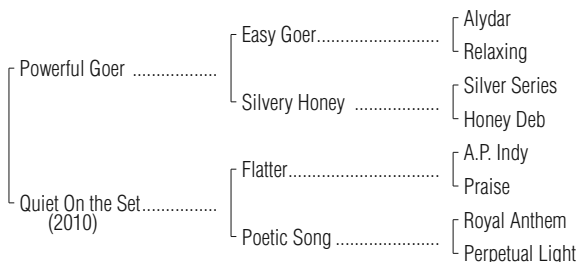 Alydar
Easy Goer........................................
Relaxing
Powerful Goer ..................
Silver Series
Silvery Honey ..................
Honey Deb
A.P. Indy
Flatter................................
Praise
Quiet On the Set................
(2010)
Royal Anthem
Poetic Song ......................
Perpetual Light